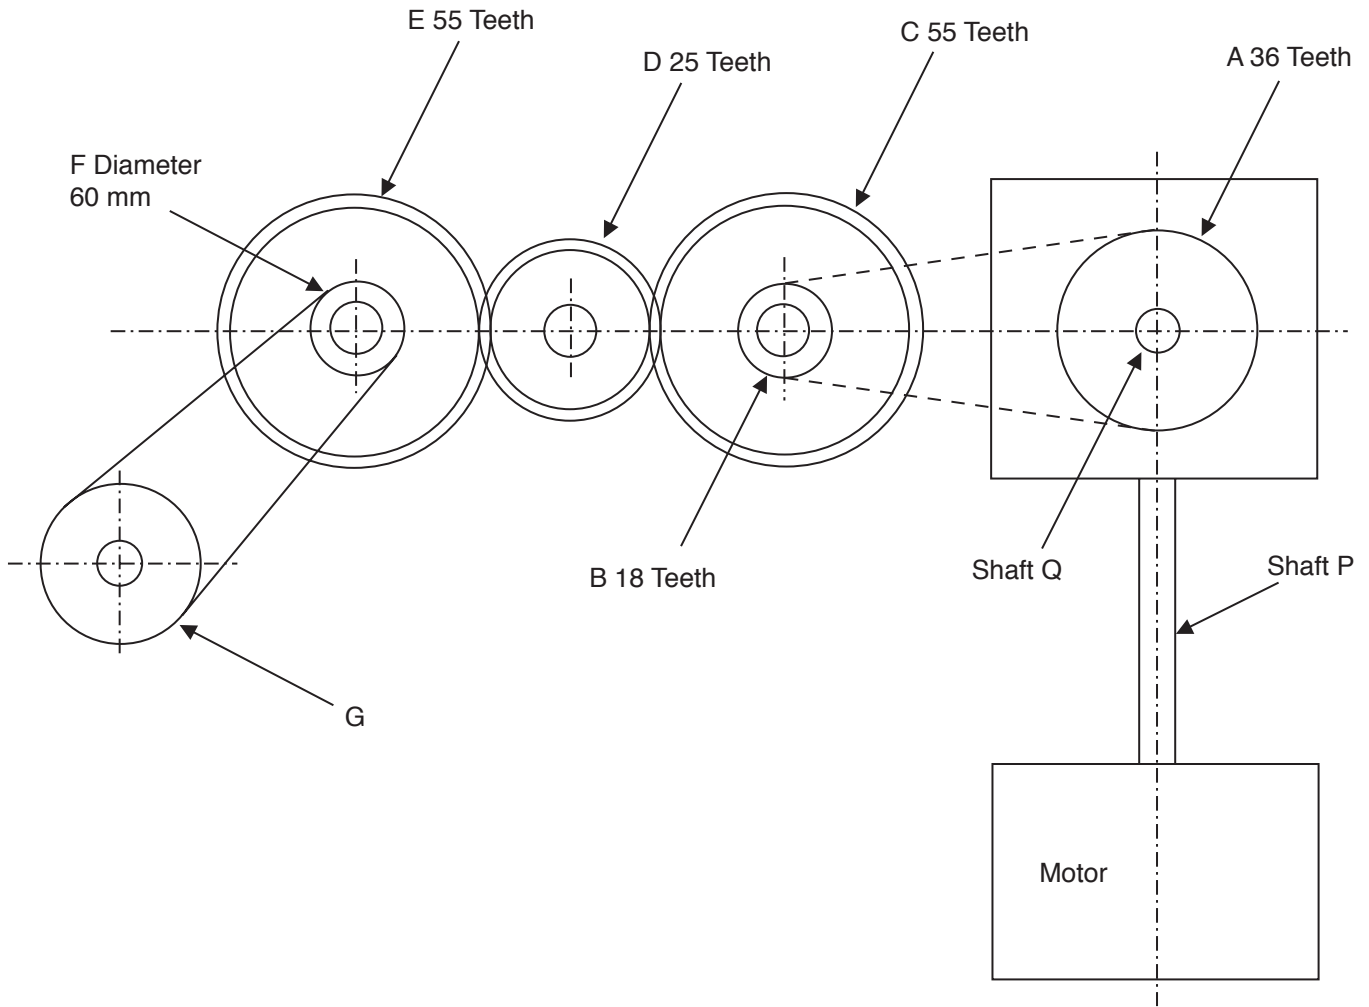 E 55 Teeth
C 55 Teeth
D 25 Teeth
A 36 Teeth
F Diameter
60 mm
B 18 Teeth
Shaft Q
Shaft P
G
Motor